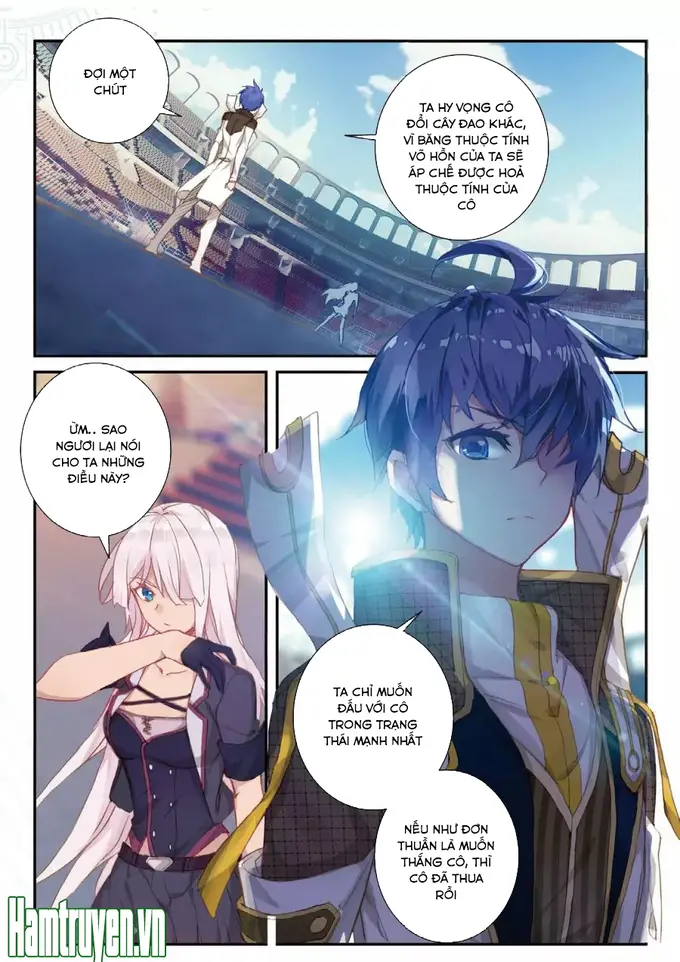 ĐỢI MỘT
CHÚT
TA HY VỌNG CÔ
ĐỔI CÂY ĐAO KHÁC,
VÌ BĂNG THUỘC TÍNH
VÕ HỒN CỦA TA SẼ
ÁP CHẾ ĐƯỢC HOẢ
THUỘC TÍNH CỦA
CÔ
ỪM.. SAO
NGƯƠI LẠI NÓI
CHO TA NHỮNG
ĐIỀU NÀY?
TA CHỈ MUỐN
ĐẤU VỚI CÔ
TRONG TRẠNG
THÁI MẠNH NHẤT
NẾU NHƯ ĐƠN
THUẦN LÀ MUỐN
THẮNG CÔ, THÌ
CÔ ĐÃ THUA
RỒI
Hamtruyen.vn